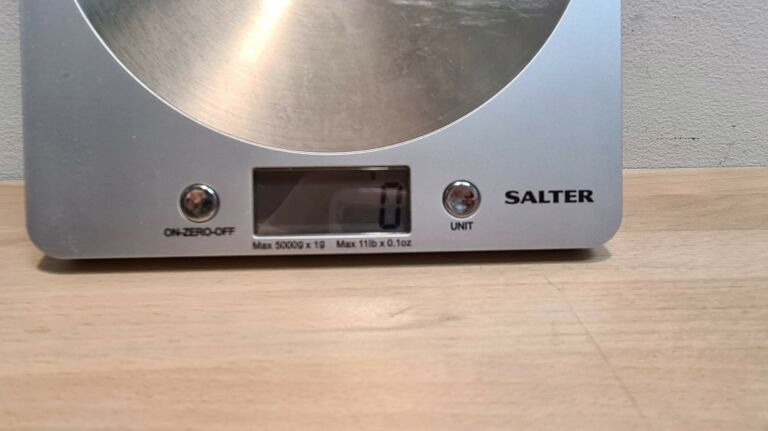 0
SALTER
ON-ZERO-OFF
UNIT
Max 5000g x 1g Max 11lb x 0.1oz